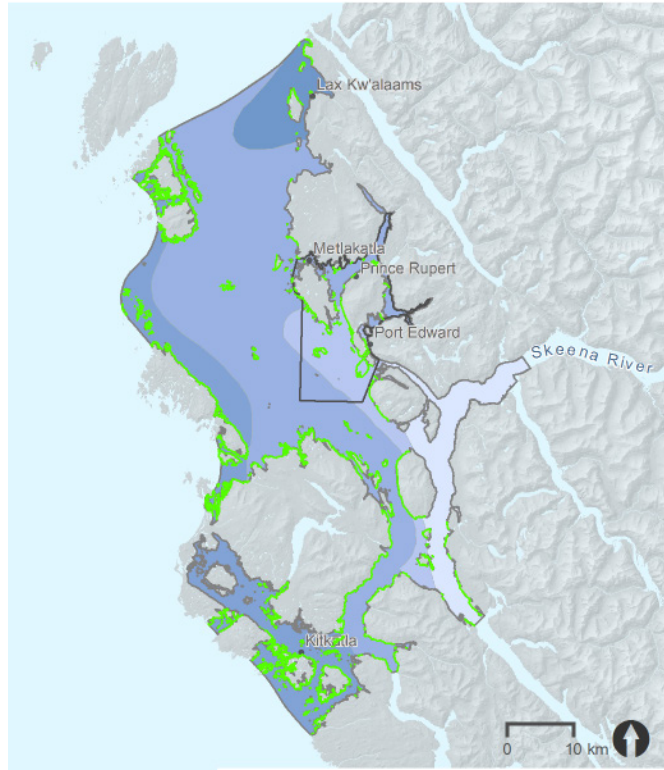 Lax Kw'alaams
Metlakatla
Prince Rupert
Port Edward
Skeena River
Kitkatla
0 10 km